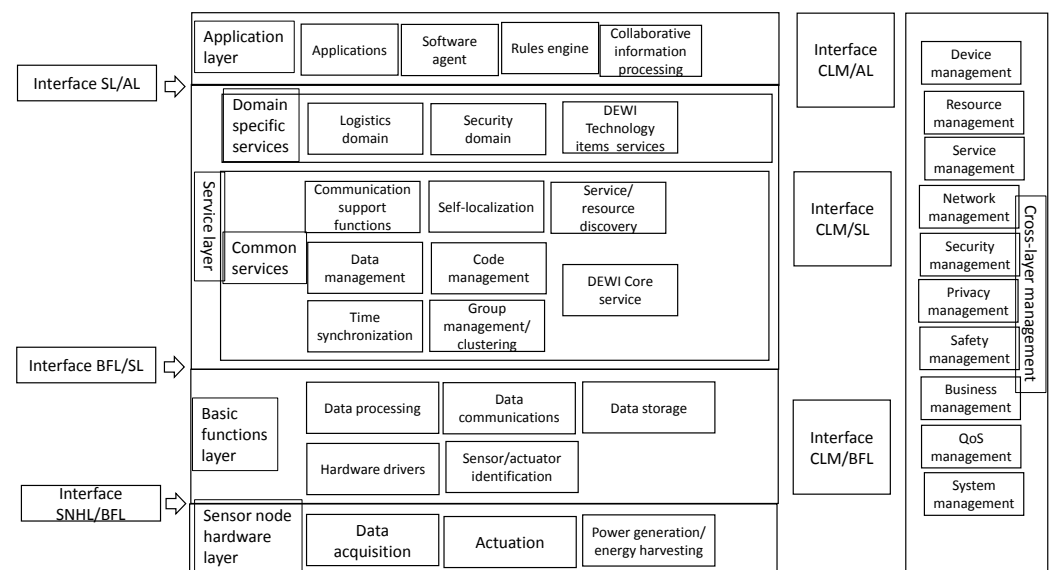 Application
layer
Applications
Software
agent
Rules engine
Collaborative
information
processing
Interface SL/AL
Domain
specific
services
Logistics
domain
Security
domain
DEWI
Technology
items services
Service layer
Common
services
Communication
support
functions
Self-localization
Service/
resource
discovery
Data
management
Code
management
DEWI Core
service
Time
synchronization
Group
management/
clustering
Interface BFL/SL
Basic
functions
layer
Data processing
Data
communications
Data storage
Hardware drivers
Sensor/actuator
identification
Interface
SNHL/BFL
Sensor node
hardware
layer
Data
acquisition
Actuation
Power generation/
energy harvesting
Interface
CLM/AL
Interface
CLM/SL
Interface
CLM/BFL
Device
management
Resource
management
Service
management
Network
management
Security
management
Privacy
management
Safety
management
Business
management
QoS
management
System
management
Cross-layer management